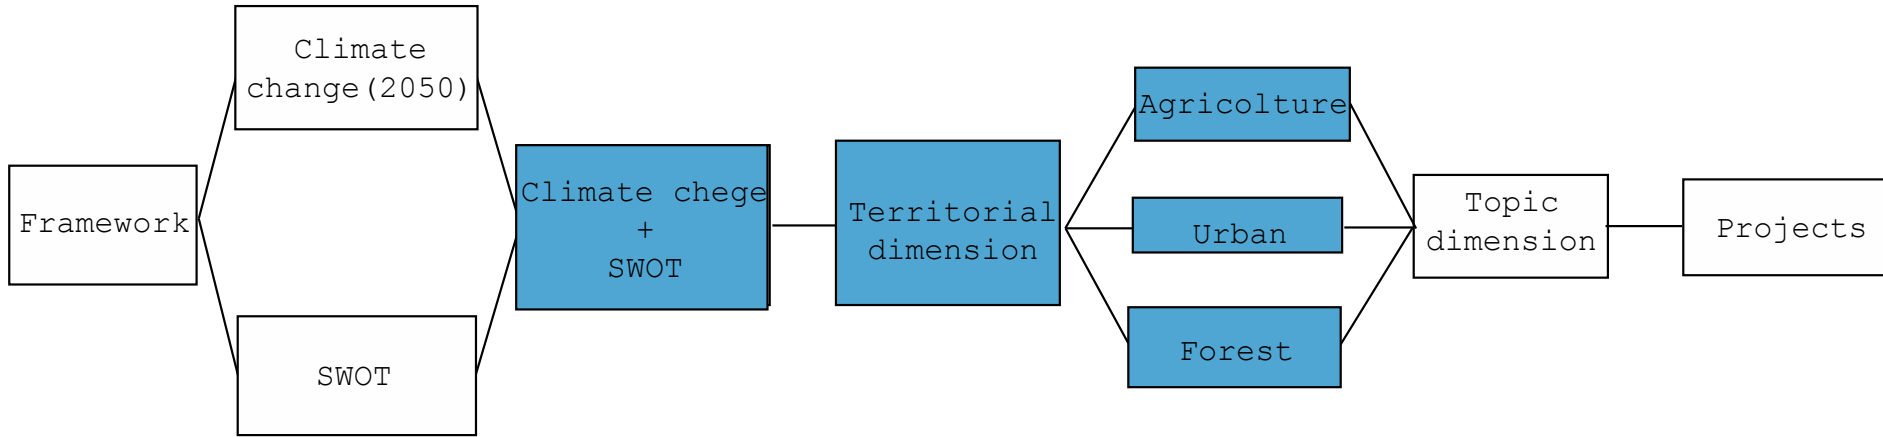 Framework
Climate
change(2050)
SWOT
Climate chege
+
SWOT
Territorial
dimension
Agricolture
Urban
Forest
Topic
dimension
Projects